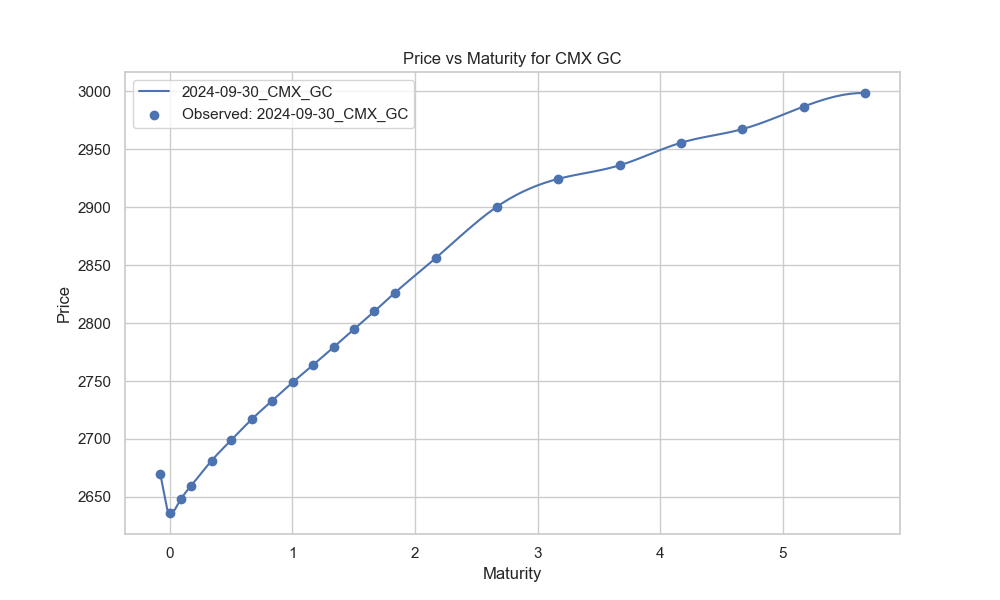 Price vs Maturity for CMX GC
2024-09-30_CMX_GC
Observed: 2024-09-30_CMX_GC
3000
2950
2900
2850
2800
2750
2700
2650
Price
0 1 2 3 4 5
Maturity